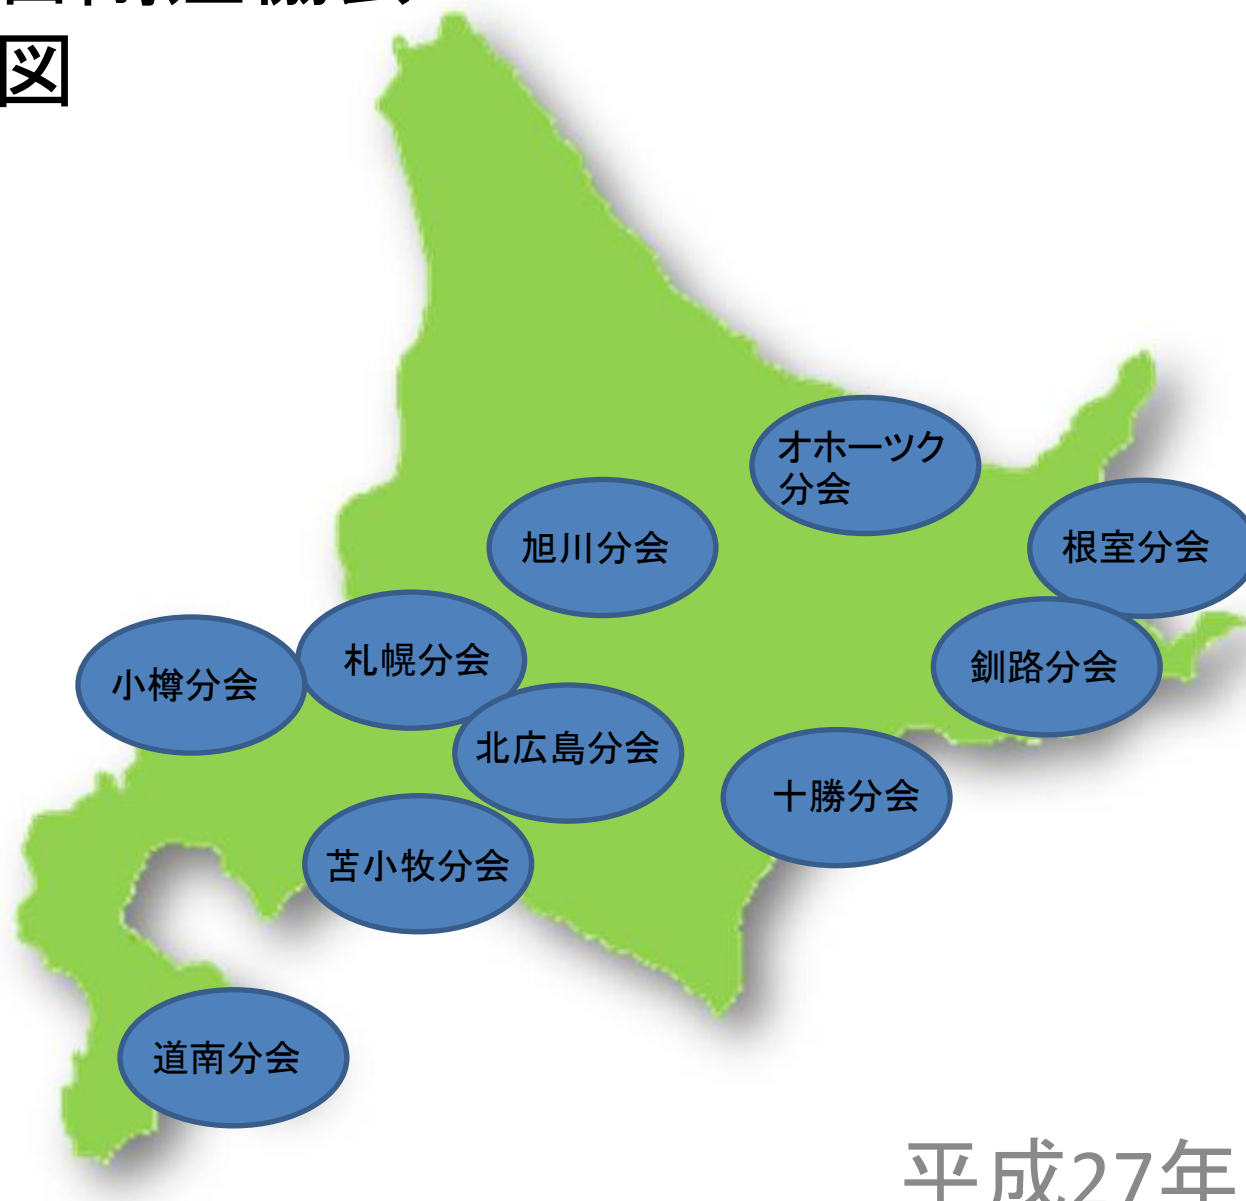 図
オホーツク
分会
旭川分会
根室分会
札幌分会
小樽分会
釧路分会
北広島分会
十勝分会
苫小牧分会
道南分会
平成27年